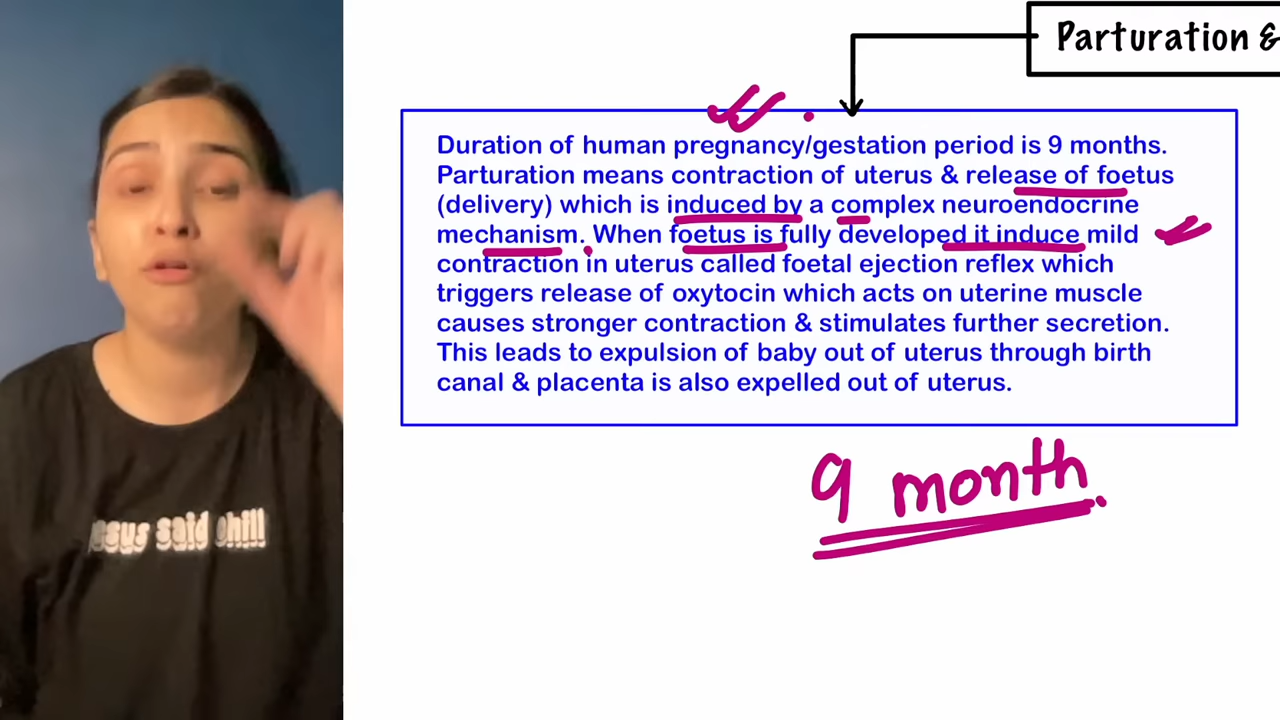 Parturation &
Duration of human pregnancy/gestation period is 9 months.
Parturation means contraction of uterus & release of foetus
(delivery) which is induced by a complex neuroendocrine
mechanism. When foetus is fully developed it induce mild
contraction in uterus called foetal ejection reflex which
triggers release of oxytocin which acts on uterine muscle
causes stronger contraction & stimulates further secretion.
This leads to expulsion of baby out of uterus through birth
canal & placenta is also expelled out of uterus.
9 month
said chill